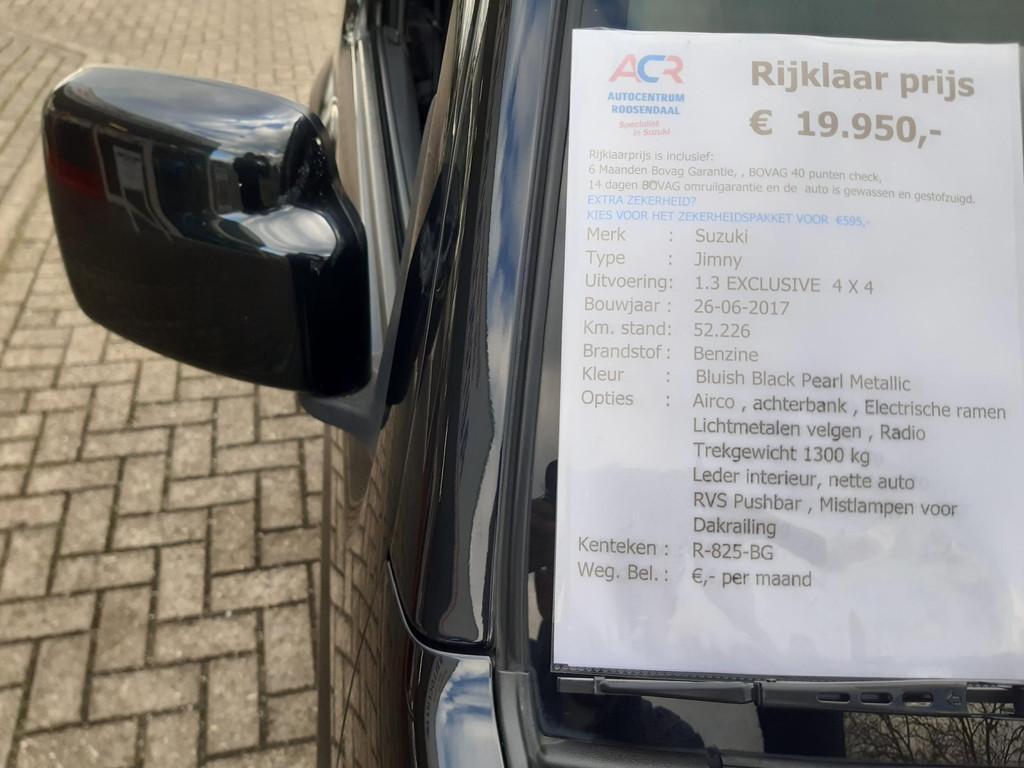 ACR
AUTOCENTRUM
ROOSENDAAL
Specialist
in Suzuki
Rijklaar prijs
€ 19.950,-
Rijklaarprijs is inclusief:
6 Maanden Bovag Garantie, , BOVAG 40 punten check,
14 dagen BOVAG omruilgarantie en de auto is gewassen en gestofzuigd.
EXTRA ZEKERHEID?
KIES VOOR HET ZEKERHEIDSPAKKET VOOR €595,-
Merk : Suzuki
Type : Jimny
Uitvoering: 1.3 EXCLUSIVE 4 X 4
Bouwjaar : 26-06-2017
Km. stand: 52.226
Brandstof : Benzine
Kleur : Bluish Black Pearl Metallic
Opties : Airco , achterbank , Electrische ramen
Lichtmetalen velgen , Radio
Trekgewicht 1300 kg
Leder interieur, nette auto
RVS Pushbar , Mistlampen voor
Dakrailing
Kenteken : R-825-BG
Weg. Bel. : €,- per maand